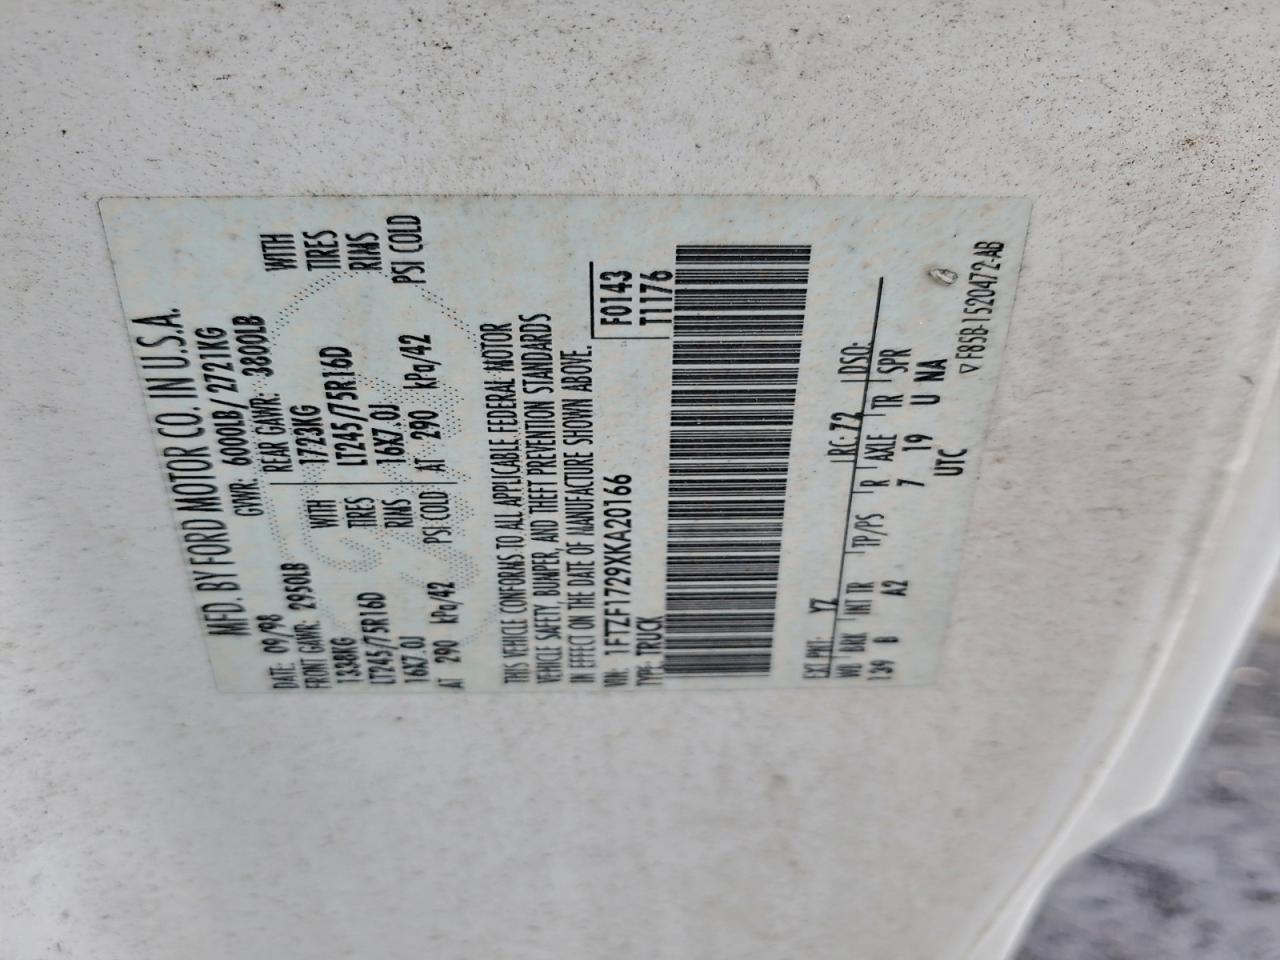 MFD. BY FORD MOTOR CO. IN U.S.A.
DATE: 09/98 GVWR: 6000LB/ 2721KG
FRONT GAWR: 2950LB REAR GAWR: 3800LB
1338KG WITH 1723KG WITH
LT245/75R16D TIRES LT245/75R16D TIRES
16X7.0J RIMS 16X7.0J RIMS
AT 290 kPa/42 PSI COLD AT 290 kPa/42 PSI COLD
THIS VEHICLE CONFORMS TO ALL APPLICABLE FEDERAL MOTOR
VEHICLE SAFETY, BUMPER, AND THEFT PREVENTION STANDARDS
IN EFFECT ON THE DATE OF MANUFACTURE SHOWN ABOVE.
VIN: 1FTZF1729XKA20166 F0143
TYPE: TRUCK T1176
EXT PNT: YZ RC: 72 DSO:
WB BRK INT TR TP/PS R AXLE TR SPR
139 B A2 7 19 U NA
UTC
▽ F85B-1520472-AB